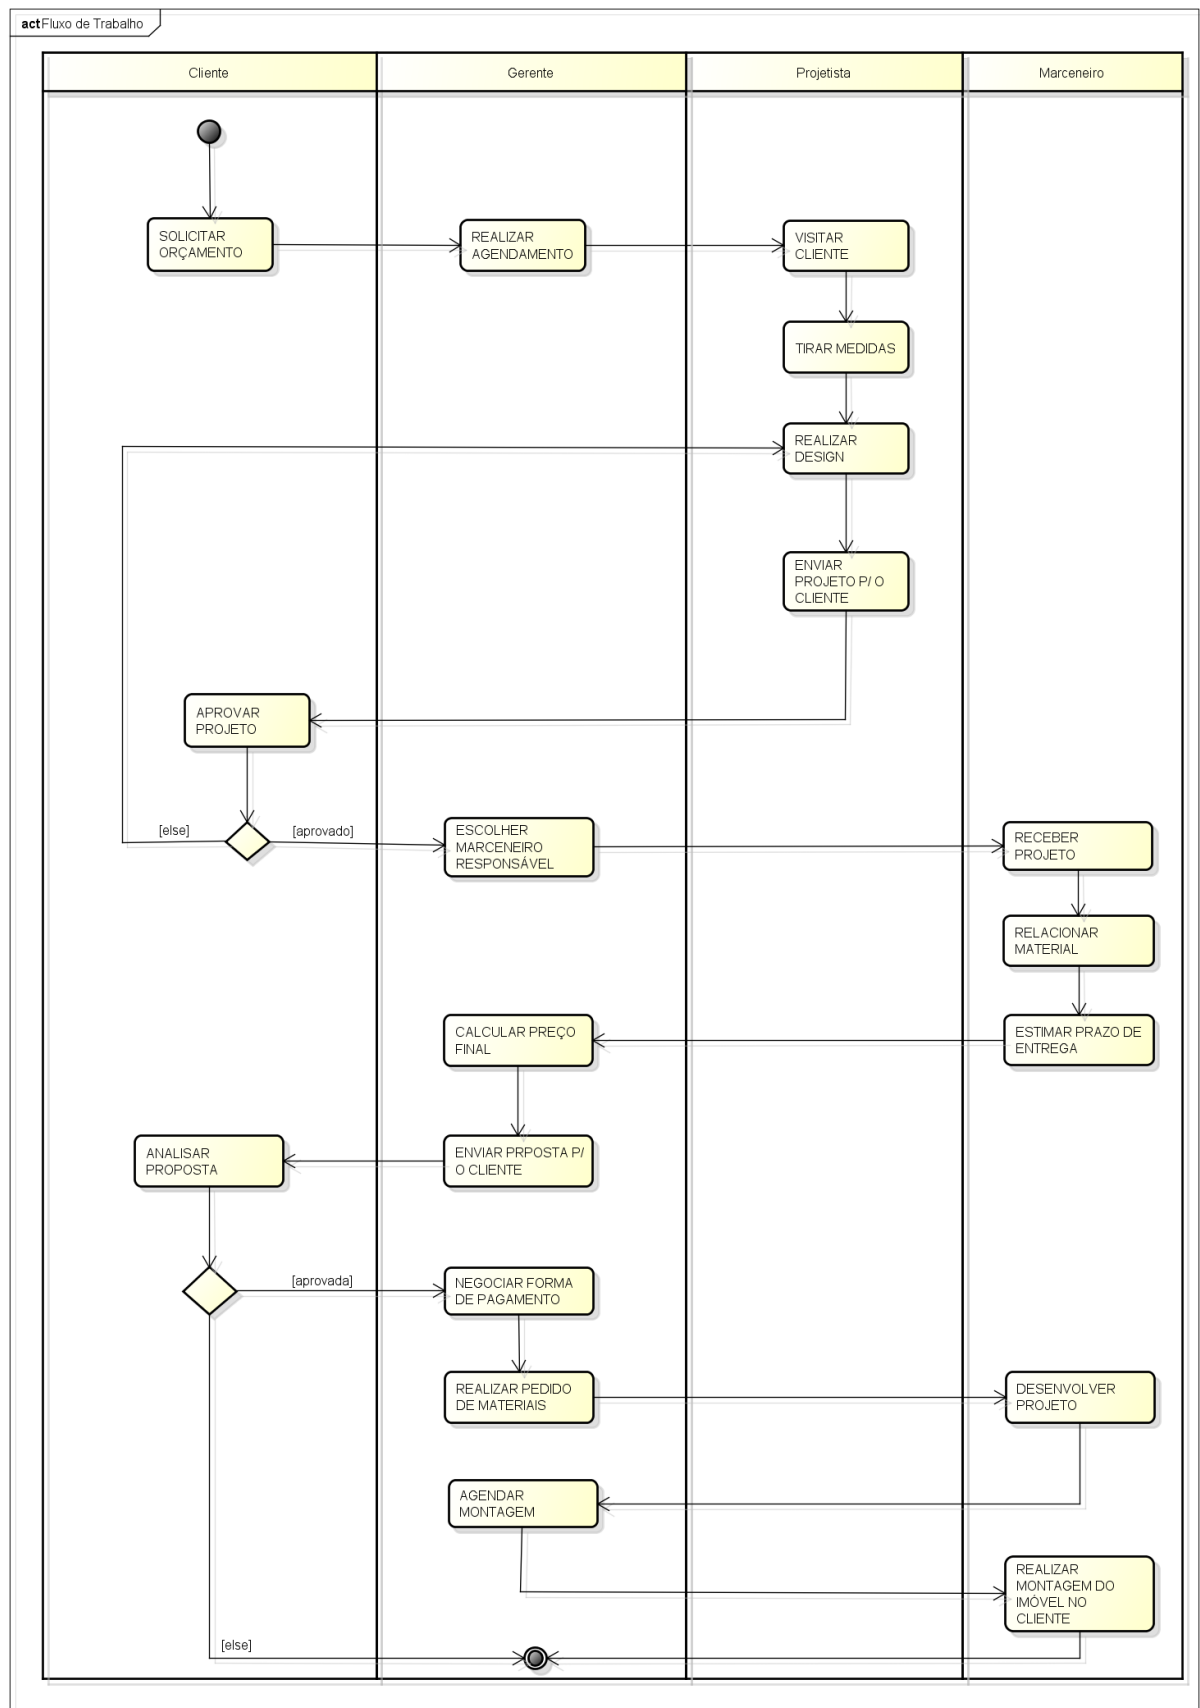 act Fluxo de Trabalho
Cliente
Gerente
Projetista
Marceneiro
SOLICITAR
ORÇAMENTO
REALIZAR
AGENDAMENTO
VISITAR
CLIENTE
TIRAR MEDIDAS
REALIZAR
DESIGN
ENVIAR
PROJETO P/ O
CLIENTE
APROVAR
PROJETO
[else]
[aprovado]
ESCOLHER
MARCENEIRO
RESPONSÁVEL
RECEBER
PROJETO
RELACIONAR
MATERIAL
ESTIMAR PRAZO DE
ENTREGA
CALCULAR PREÇO
FINAL
ENVIAR PRPOSTA P/
O CLIENTE
ANALISAR
PROPOSTA
[aprovada]
NEGOCIAR FORMA
DE PAGAMENTO
REALIZAR PEDIDO
DE MATERIAIS
DESENVOLVER
PROJETO
AGENDAR
MONTAGEM
REALIZAR
MONTAGEM DO
IMÓVEL NO
CLIENTE
[else]